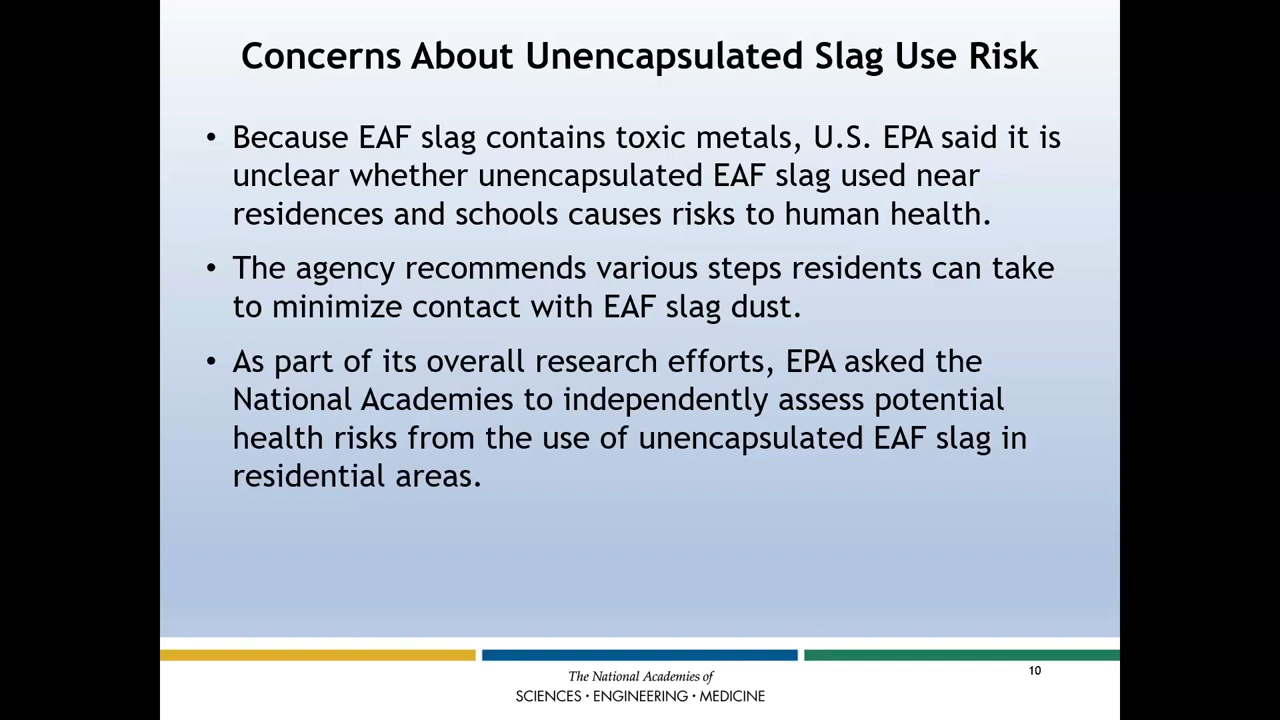 Concerns About Unencapsulated Slag Use Risk
• Because EAF slag contains toxic metals, U.S. EPA said it is
unclear whether unencapsulated EAF slag used near
residences and schools causes risks to human health.
• The agency recommends various steps residents can take
to minimize contact with EAF slag dust.
• As part of its overall research efforts, EPA asked the
National Academies to independently assess potential
health risks from the use of unencapsulated EAF slag in
residential areas.
10
The National Academies of
SCIENCES · ENGINEERING · MEDICINE